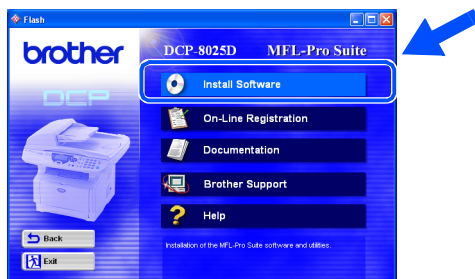 Flash
brother
DCP-8025D MFL-Pro Suite
DCP
Install Software
On-Line Registration
Documentation
Brother Support
Help
Back
Exit
Installation of the MFL-Pro Suite software and utilities.